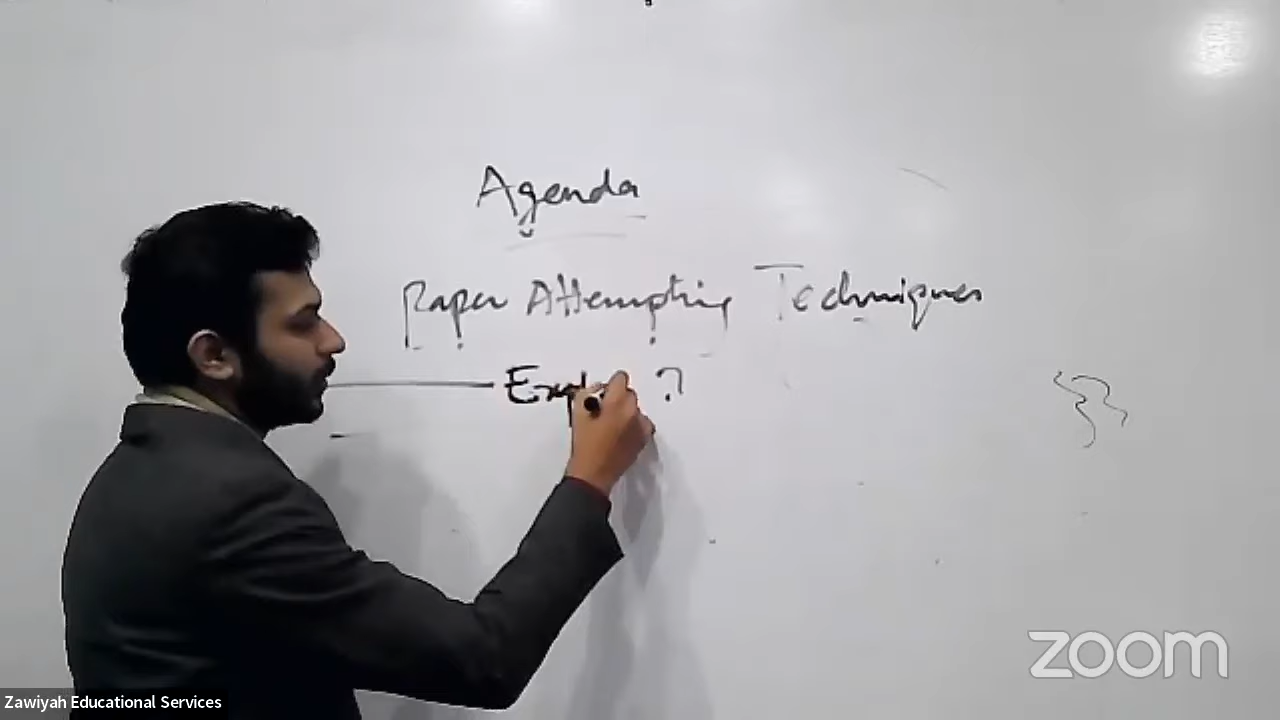 Agenda
Paper Attempting Techniques
?
zoom
Zawiyah Educational Services